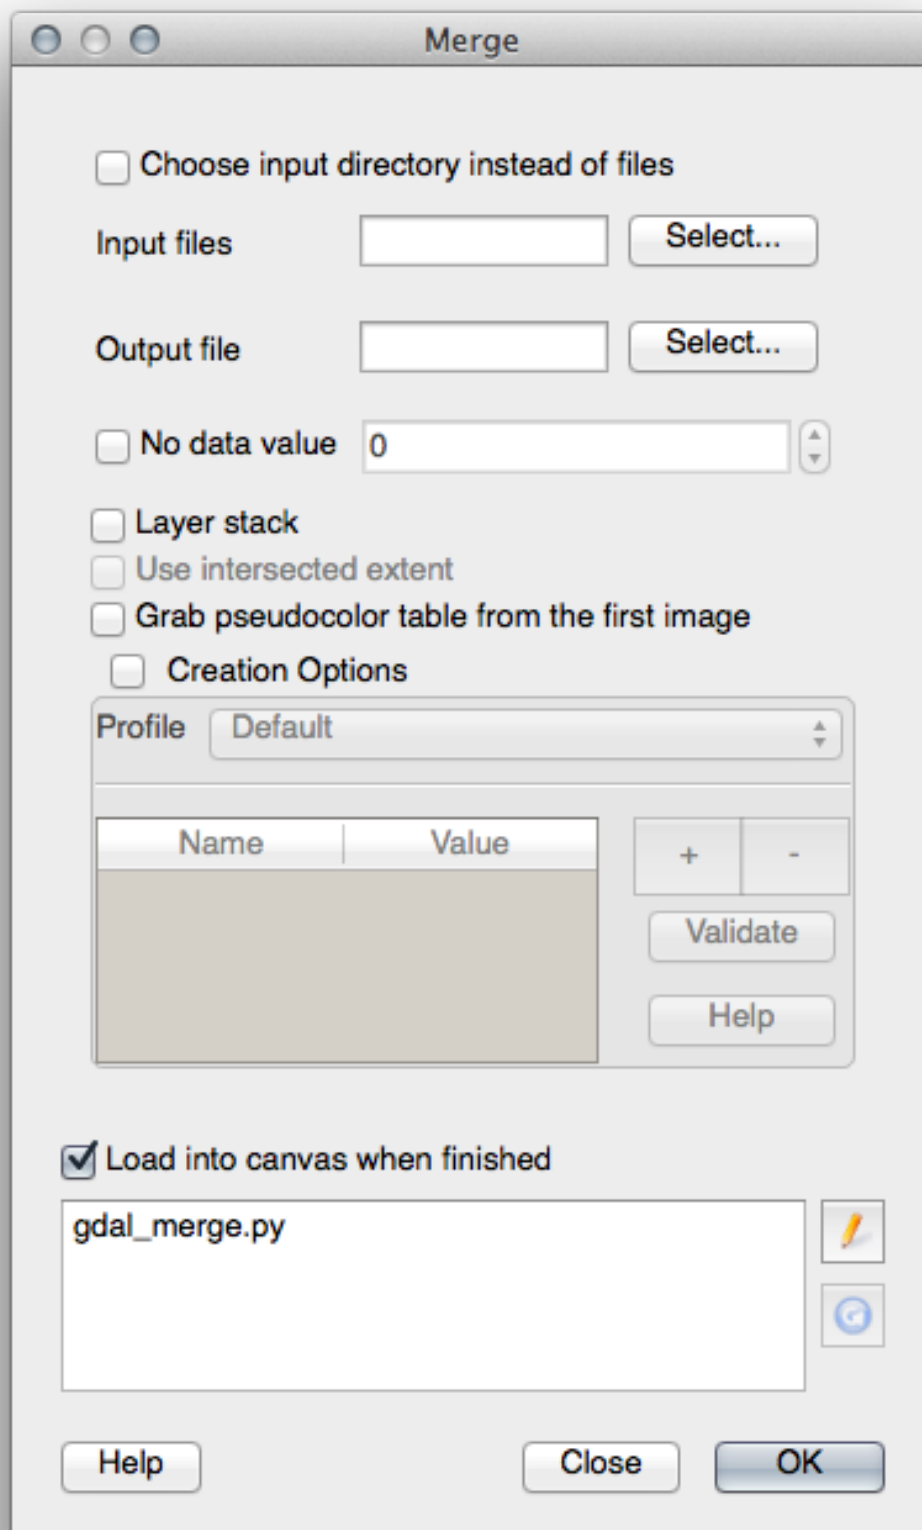 Merge
Choose input directory instead of files
Input files Select...
Output file Select...
No data value 0
Layer stack
Use intersected extent
Grab pseudocolor table from the first image
Creation Options
Profile Default
Name Value + -
Validate
Help
Load into canvas when finished
gdal_merge.py
G
Help Close OK